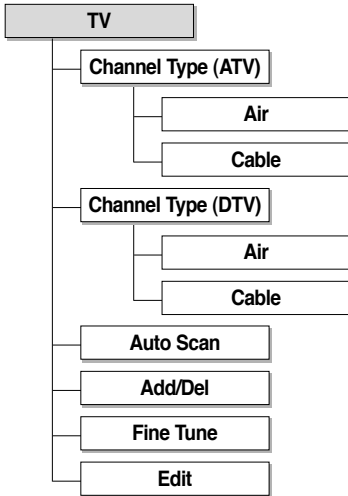 TV
Channel Type (ATV)
Air
Cable
Channel Type (DTV)
Air
Cable
Auto Scan
Add/Del
Fine Tune
Edit